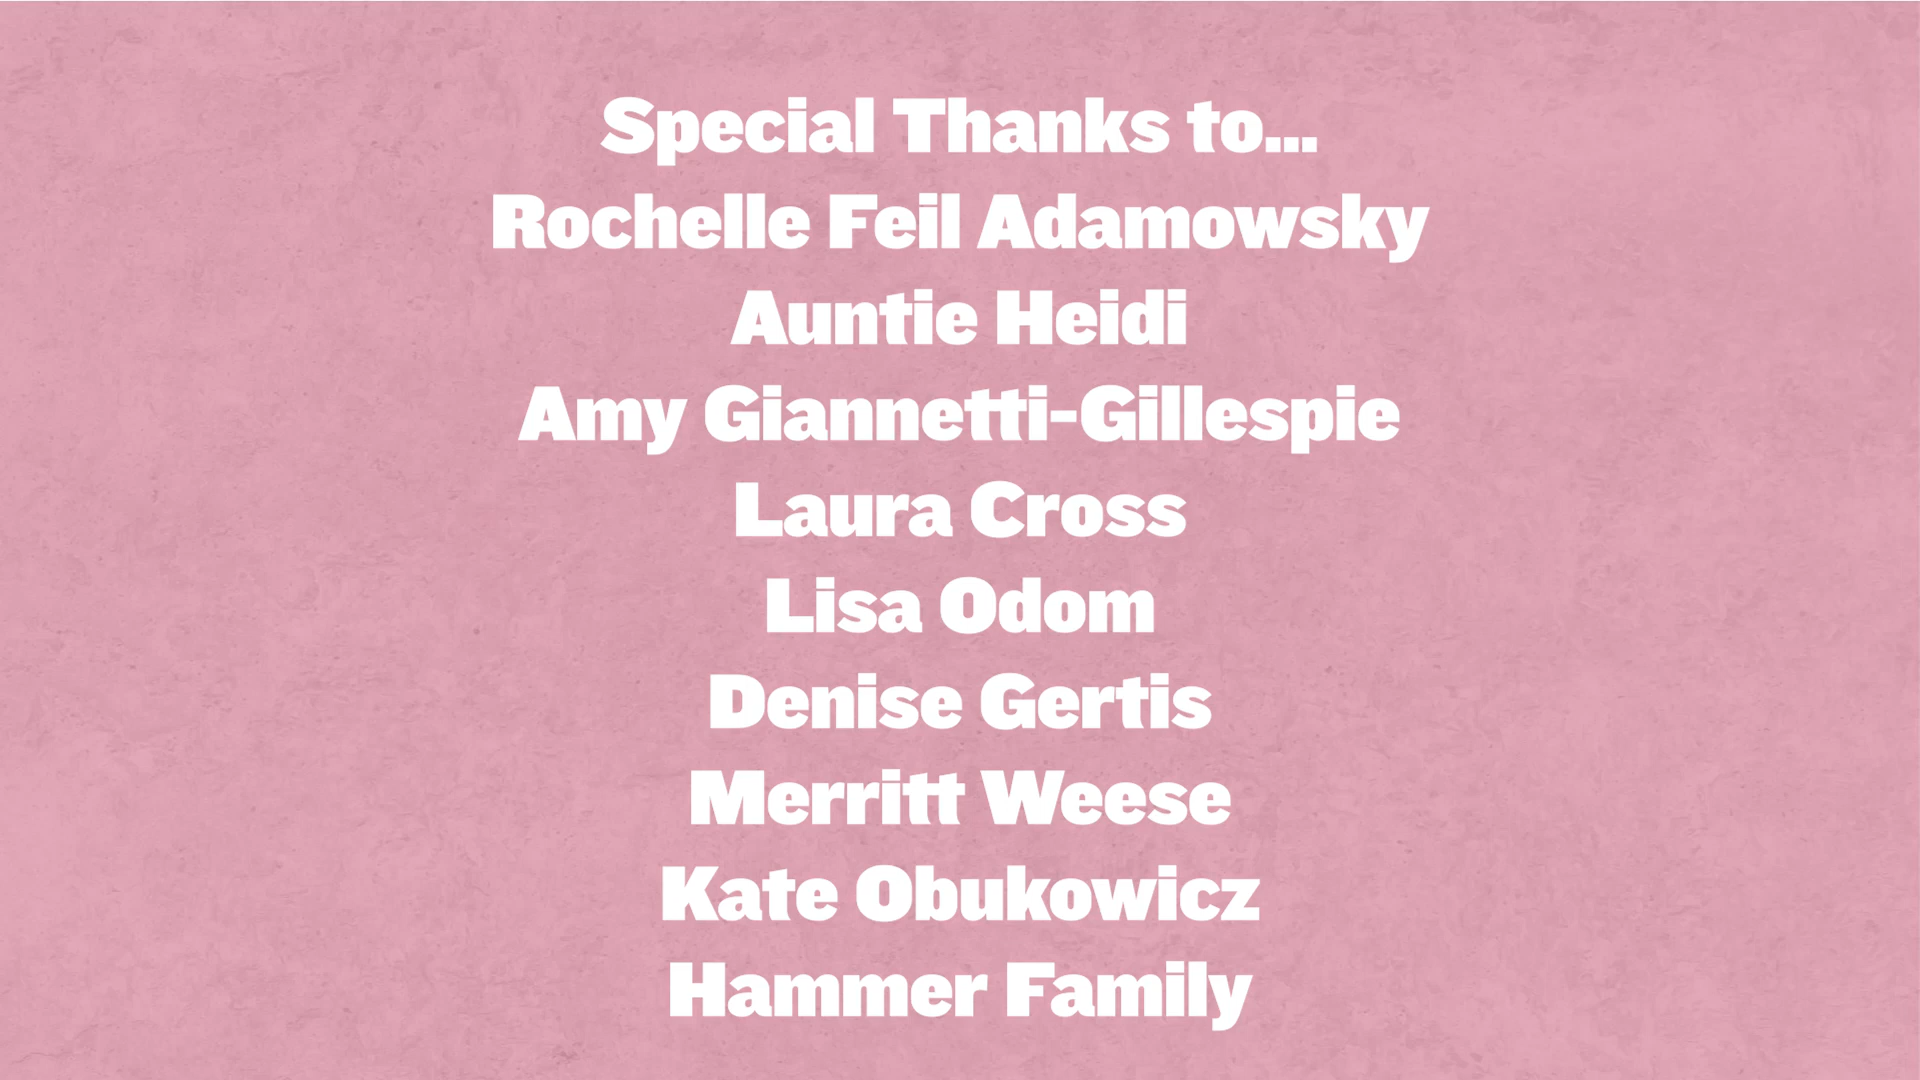 Special Thanks to...
Rochelle Feil Adamowsky
Auntie Heidi
Amy Giannetti-Gillespie
Laura Cross
Lisa Odom
Denise Gertis
Merritt Weese
Kate Obukowicz
Hammer Family